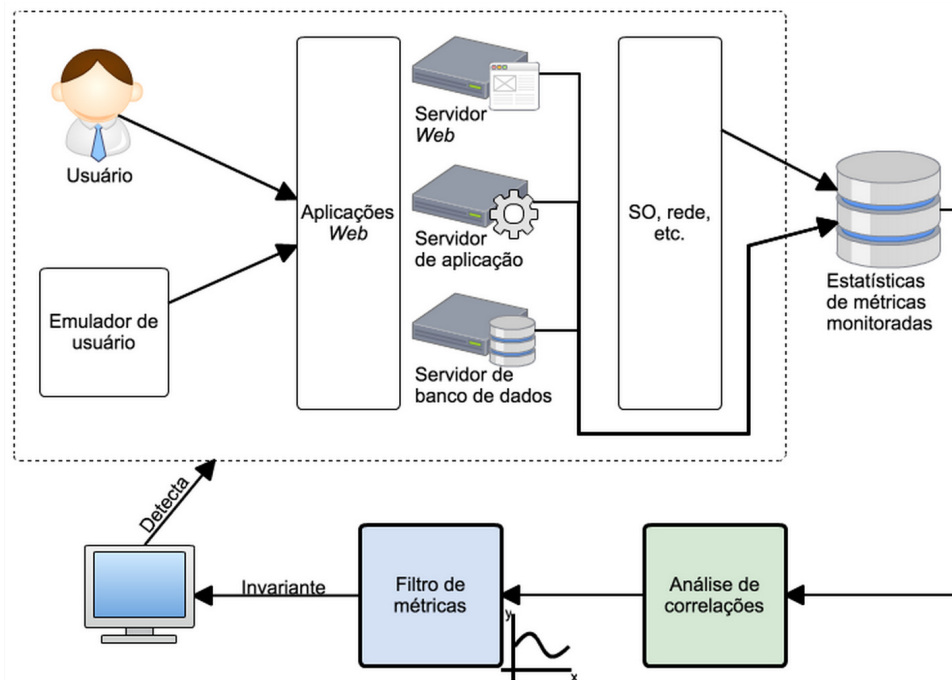 Usuário
Emulador de
usuário
Aplicações
Web
Servidor
Web
Servidor
de aplicação
Servidor de
banco de dados
SO, rede,
etc.
Estatísticas
de métricas
monitoradas
Detecta
Invariante
Filtro de
métricas
y
x
Análise de
correlações